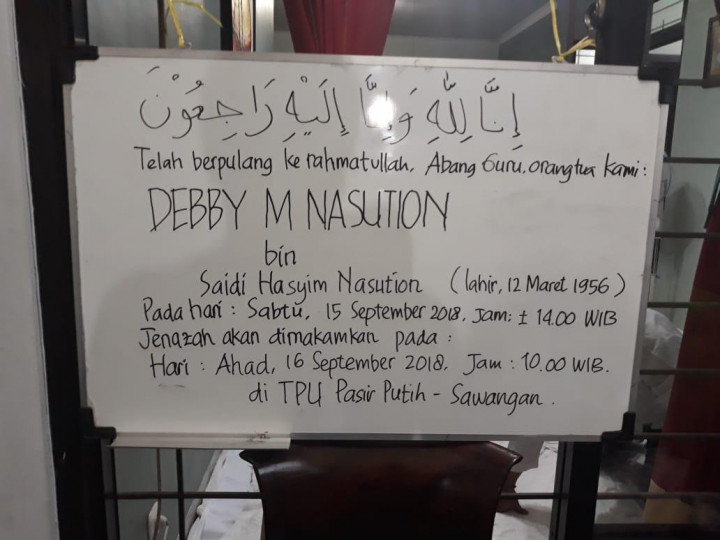 إِنَّا لِلّٰهِ وَإِنَّا إِلَيْهِ رَاجِعُوْنَ
Telah berpulang ke rahmatullah, Abang Guru, orangtua kami :
DEBBY M NASUTION
bin
Saidi Hasyim Nasution (lahir, 12 Maret 1956)
Pada hari : Sabtu, 15 September 2018. Jam: ± 14.00 WIB
Jenazah akan dimakamkan pada :
Hari : Ahad, 16 September 2018. Jam : 10.00 WIB.
di TPU Pasir Putih - Sawangan.